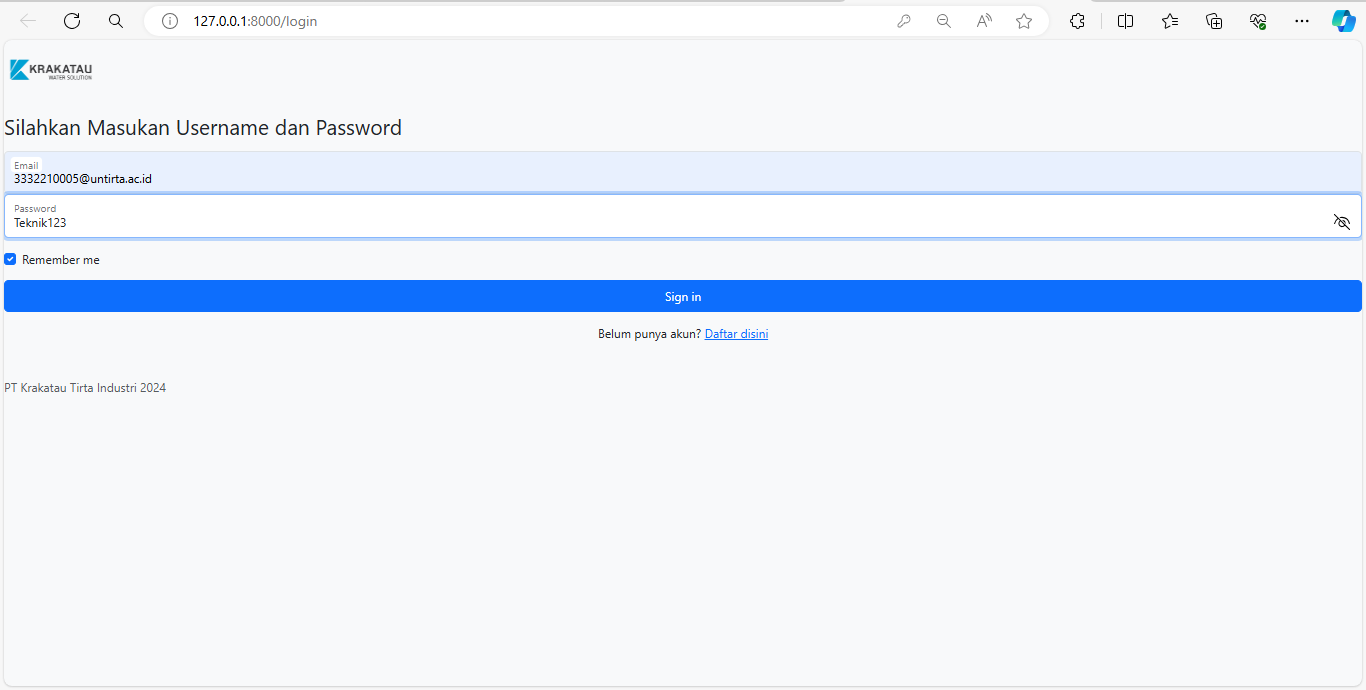 127.0.0.1:8000/login
KRAKATAU
WATER SOLUTION
Silahkan Masukan Username dan Password
Email
3332210005@untirta.ac.id
Password
Teknik123
Remember me
Sign in
Belum punya akun? Daftar disini
PT Krakatau Tirta Industri 2024